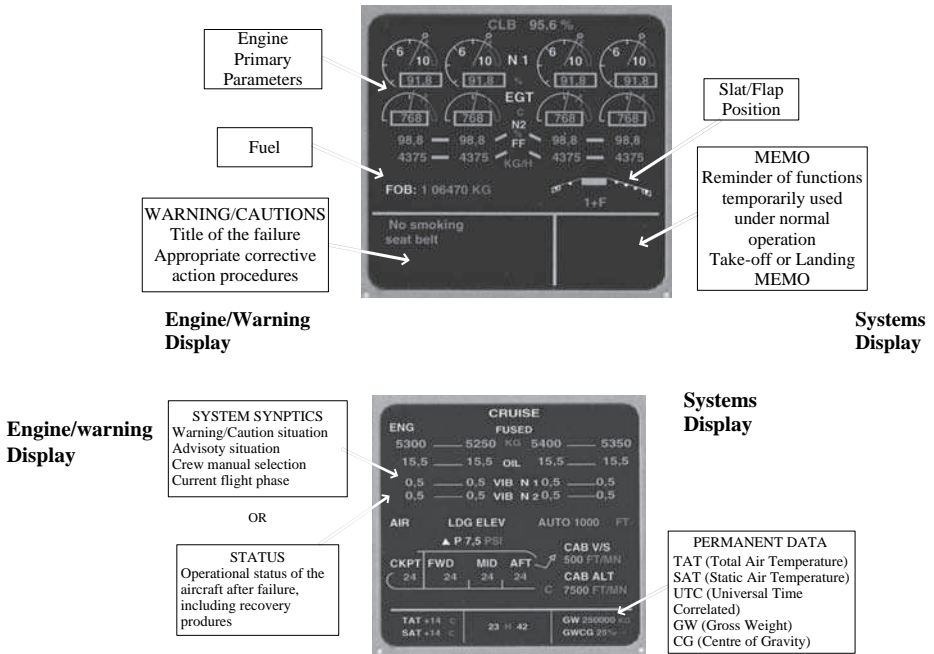 CLB 95,6 %
Engine
Primary
Parameters
6 10 6 10 N 1 6 10 6 10
91,8 91,8 % 91,8 91,8
EGT
768 768 C 768 768
N2
98,8 98,8 % 98,8 98,8
FF
4375 4375 KG/H 4375 4375
Slat/Flap
Position
Fuel
FOB: 1 06470 KG
1+F
WARNING/CAUTIONS
Title of the failure
Appropriate corrective
action procedures
No smoking
seat belt
MEMO
Reminder of functions
temporarily used
under normal
operation
Take-off or Landing
MEMO
Engine/Warning
Display
Systems
Display
Engine/warning
Display
SYSTEM SYNPTICS
Warning/Caution situation
Advisoty situation
Crew manual selection
Current flight phase
OR
STATUS
Operational status of the
aircraft after failure,
including recovery
produres
Systems
Display
CRUISE
ENG FUSED
5300 5250 KG 5400 5350
15,5 15,5 OIL 15,5 15,5
0,5 0,5 VIB N 1 0,5 0,5
0,5 0,5 VIB N 2 0,5 0,5
AIR LDG ELEV AUTO 1000 FT
▲ P 7,5 PSI
CAB V/S
500 FT/MN
CKPT FWD MID AFT
24 24 24 24
CAB ALT
C 7500 FT/MN
TAT +14 C
SAT +14 C
23 H 42
GW 250000 KG
GWCG 25%
PERMANENT DATA
TAT (Total Air Temperature)
SAT (Static Air Temperature)
UTC (Universal Time
Correlated)
GW (Gross Weight)
CG (Centre of Gravity)